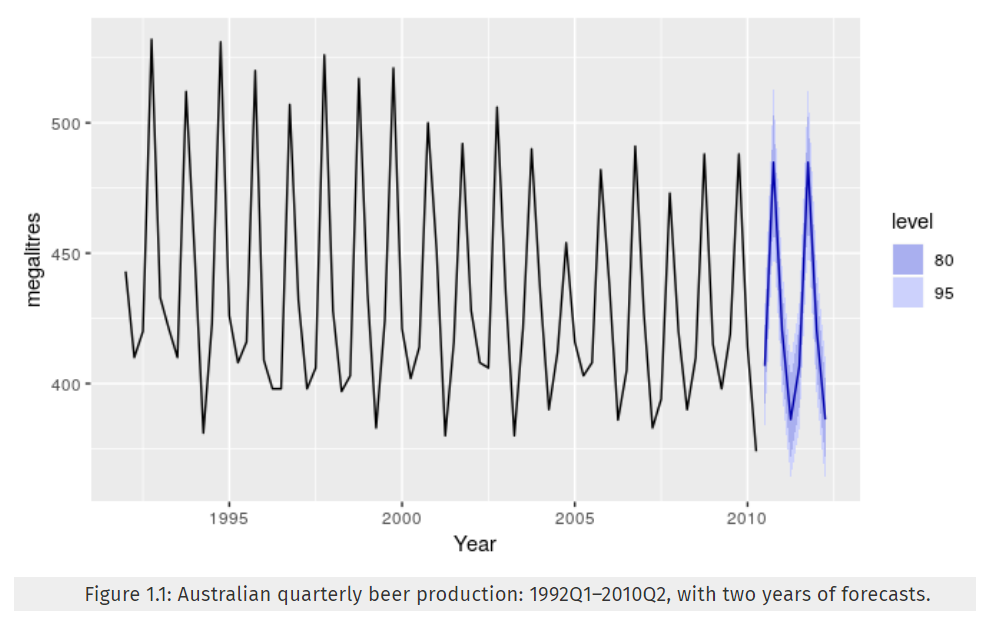 500
450
400
megalitres
1995 2000 2005 2010
Year
level
80
95
Figure 1.1: Australian quarterly beer production: 1992Q1–2010Q2, with two years of forecasts.